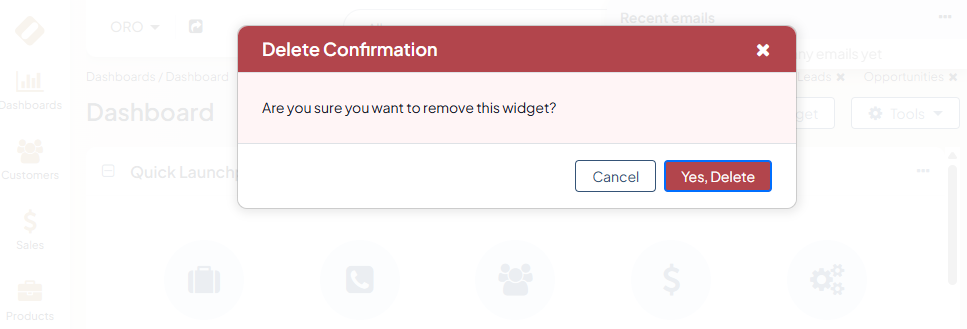 ORO
Recent emails
ny emails yet
Delete Confirmation
Dashboards / Dashboard
Leads
Opportunities
Are you sure you want to remove this widget?
Dashboards
Dashboard
get
Tools
Customers
Quick Launch
Cancel
Yes, Delete
Sales
Products